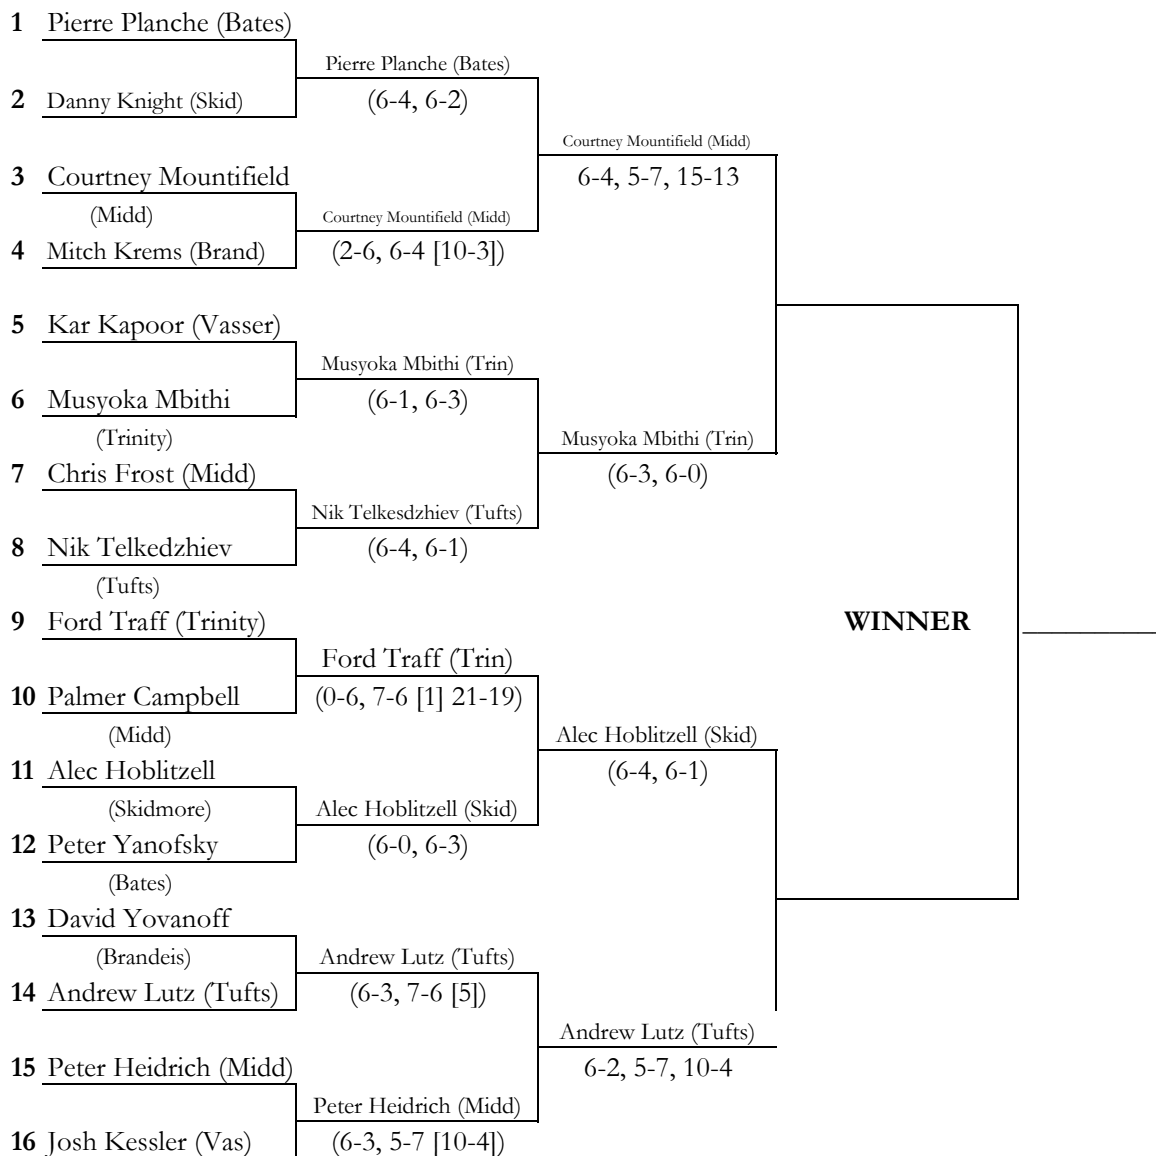 1 Pierre Planche (Bates)
Pierre Planche (Bates)
2 Danny Knight (Skid)
(6-4, 6-2)
Courtney Mountifield (Midd)
3 Courtney Mountifield
6-4, 5-7, 15-13
(Midd)
Courtney Mountifield (Midd)
4 Mitch Krems (Brand)
(2-6, 6-4 [10-3])
5 Kar Kapoor (Vasser)
Musyoka Mbithi (Trin)
6 Musyoka Mbithi
(6-1, 6-3)
(Trinity)
Musyoka Mbithi (Trin)
7 Chris Frost (Midd)
(6-3, 6-0)
Nik Telkesdzhiev (Tufts)
8 Nik Telkedzhiev
(6-4, 6-1)
(Tufts)
9 Ford Traff (Trinity)
WINNER
Ford Traff (Trin)
10 Palmer Campbell
(0-6, 7-6 [1] 21-19)
(Midd)
Alec Hoblitzell (Skid)
11 Alec Hoblitzell
(6-4, 6-1)
(Skidmore)
Alec Hoblitzell (Skid)
12 Peter Yanofsky
(6-0, 6-3)
(Bates)
13 David Yovanoff
(Brandeis)
Andrew Lutz (Tufts)
14 Andrew Lutz (Tufts)
(6-3, 7-6 [5])
Andrew Lutz (Tufts)
15 Peter Heidrich (Midd)
6-2, 5-7, 10-4
Peter Heidrich (Midd)
16 Josh Kessler (Vas)
(6-3, 5-7 [10-4])